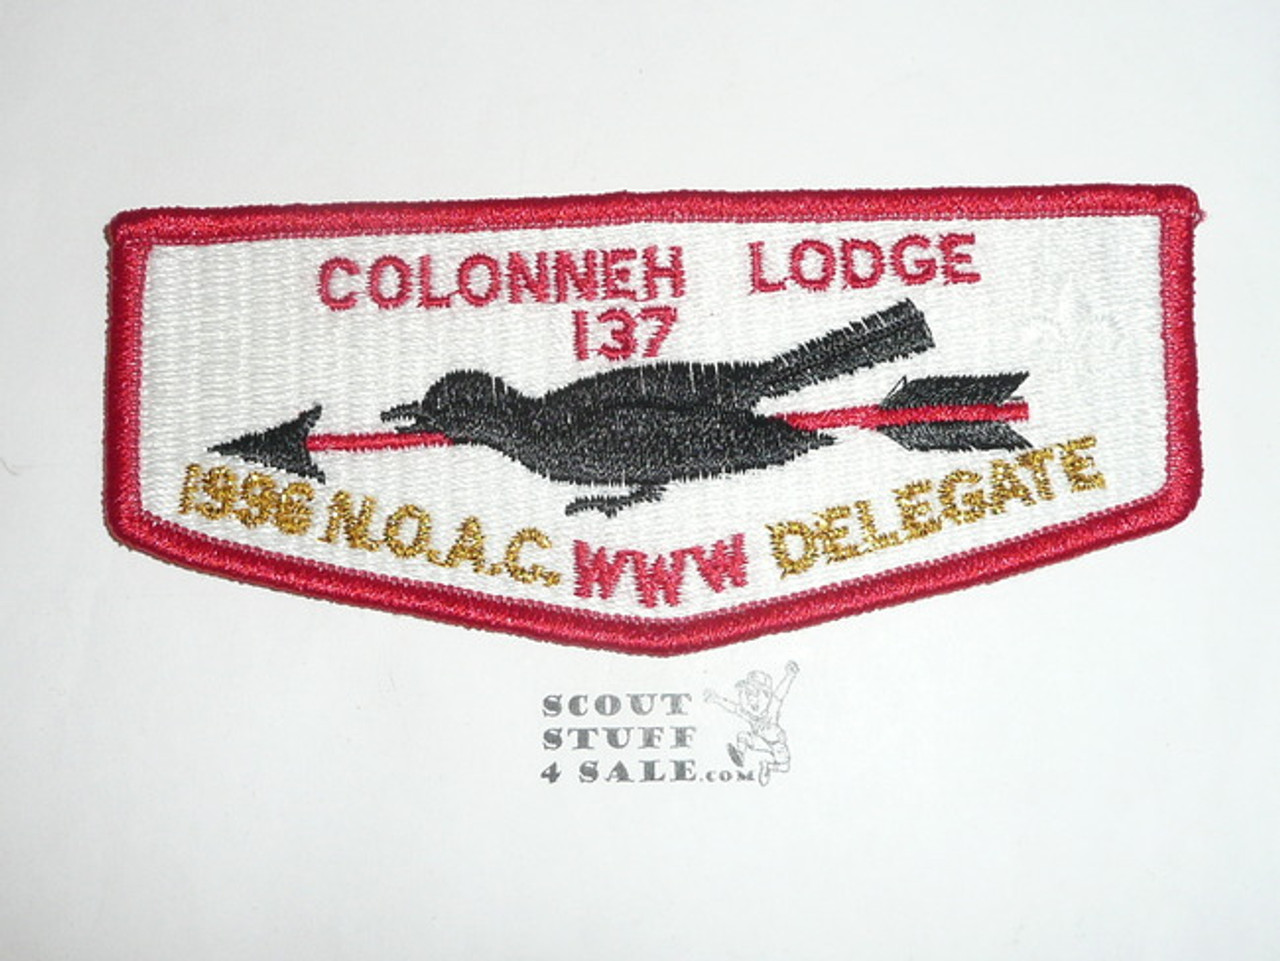 COLONNEH LODGE
137
1996 N.O.A.C. WWW DELEGATE
SCOUT
STUFF
4 SALE.COM